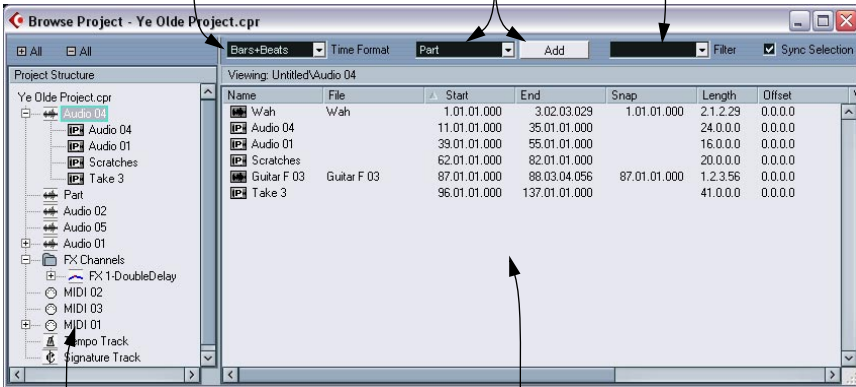 Browse Project - Ye Olde Project.cpr
All All Bars+Beats Time Format Part Add Filter Sync Selection
Project Structure
Viewing: Untitled\Audio 04
Name File Start End Snap Length Offset
Wah Wah 1.01.01.000 3.02.03.029 1.01.01.000 2.1.2.29 0.0.0.0
Audio 04 11.01.01.000 35.01.01.000 24.0.0.0 0.0.0.0
Audio 01 39.01.01.000 55.01.01.000 16.0.0.0 0.0.0.0
Scratches 62.01.01.000 82.01.01.000 20.0.0.0 0.0.0.0
Guitar F 03 Guitar F 03 87.01.01.000 88.03.04.056 87.01.01.000 1.2.3.56 0.0.0.0
Take 3 96.01.01.000 137.01.01.000 41.0.0.0 0.0.0.0
Ye Olde Project.cpr
Audio 04
Audio 04
Audio 01
Scratches
Take 3
Part
Audio 02
Audio 05
Audio 01
FX Channels
FX 1-DoubleDelay
MIDI 02
MIDI 03
MIDI 01
Tempo Track
Signature Track